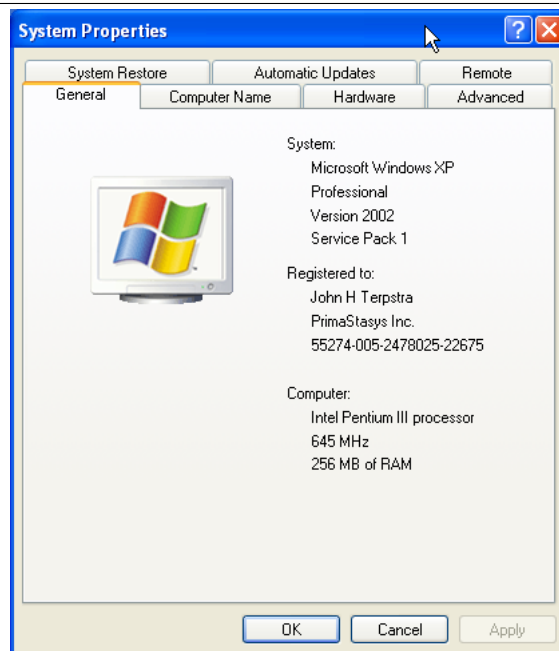 System Properties
System Restore Automatic Updates Remote
General Computer Name Hardware Advanced
System:
Microsoft Windows XP
Professional
Version 2002
Service Pack 1
Registered to:
John H Terpstra
PrimaStasys Inc.
55274-005-2478025-22675
Computer:
Intel Pentium III processor
645 MHz
256 MB of RAM
OK Cancel Apply